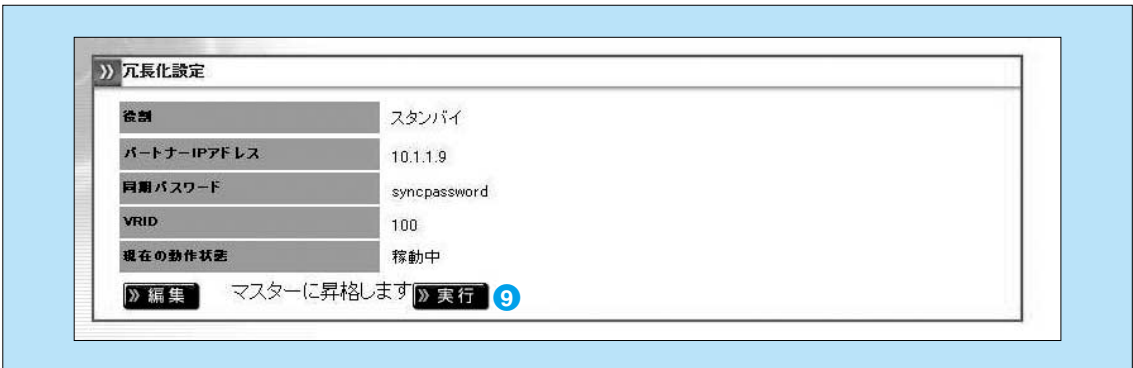 » 冗長化設定
役割 スタンバイ
パートナーIPアドレス 10.1.1.9
同期パスワード syncpassword
VRID 100
現在の動作状態 稼動中
» 編集 マスターに昇格します » 実行 9